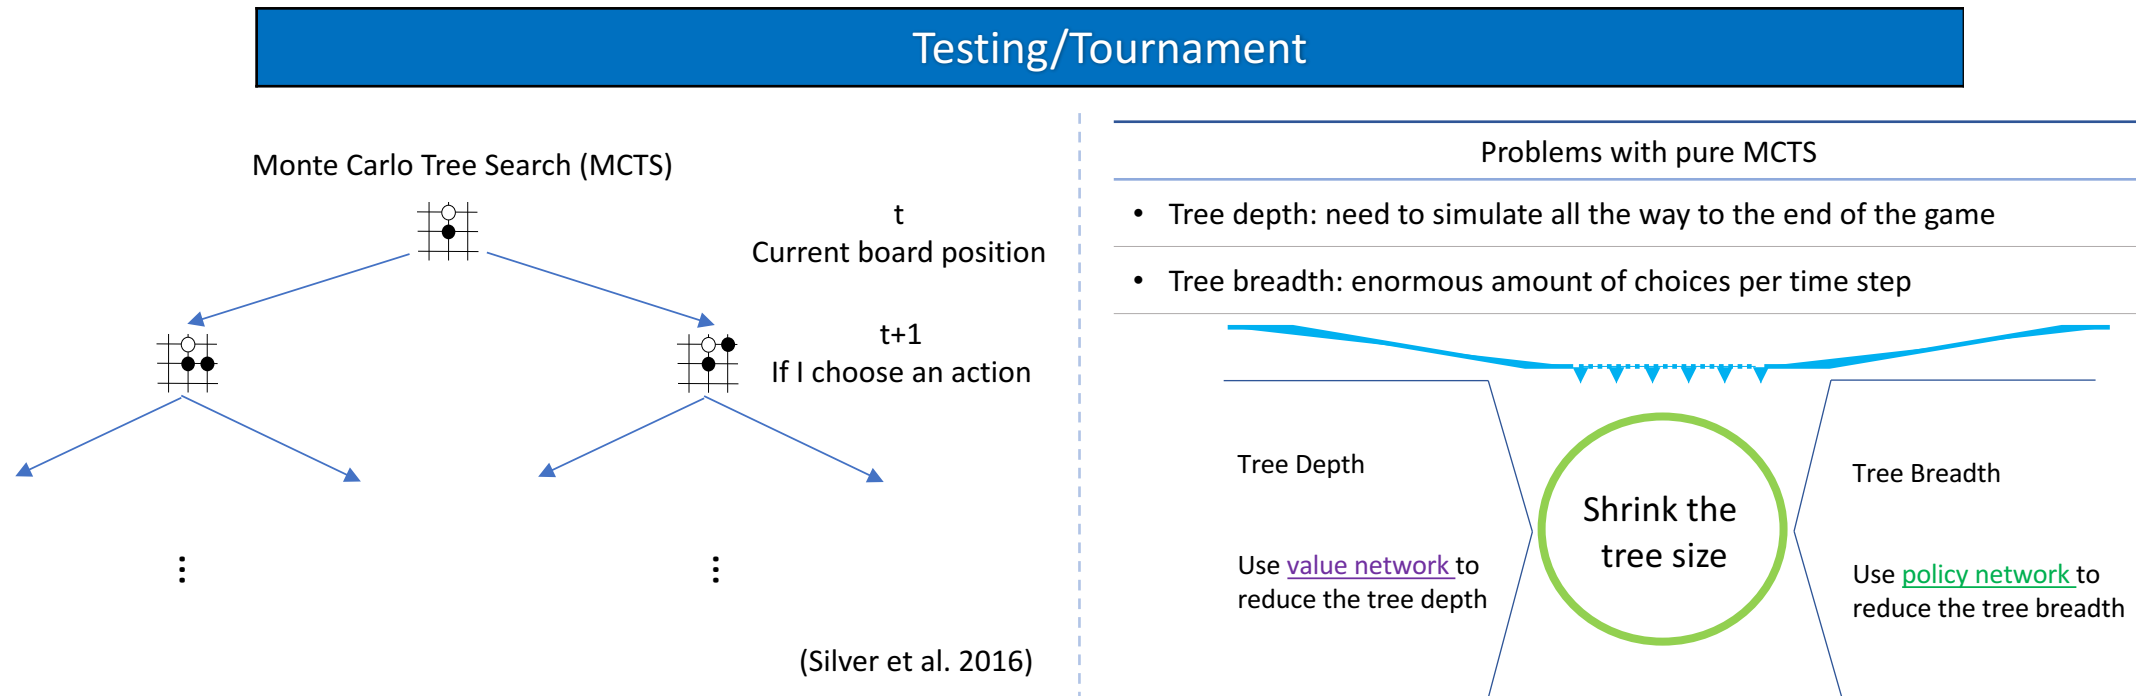 Testing/Tournament
Monte Carlo Tree Search (MCTS)
t
Current board position
t+1
If I choose an action
⋮
⋮
(Silver et al. 2016)
Problems with pure MCTS
• Tree depth: need to simulate all the way to the end of the game
• Tree breadth: enormous amount of choices per time step
Tree Depth
Use value network to
reduce the tree depth
Shrink the
tree size
Tree Breadth
Use policy network to
reduce the tree breadth